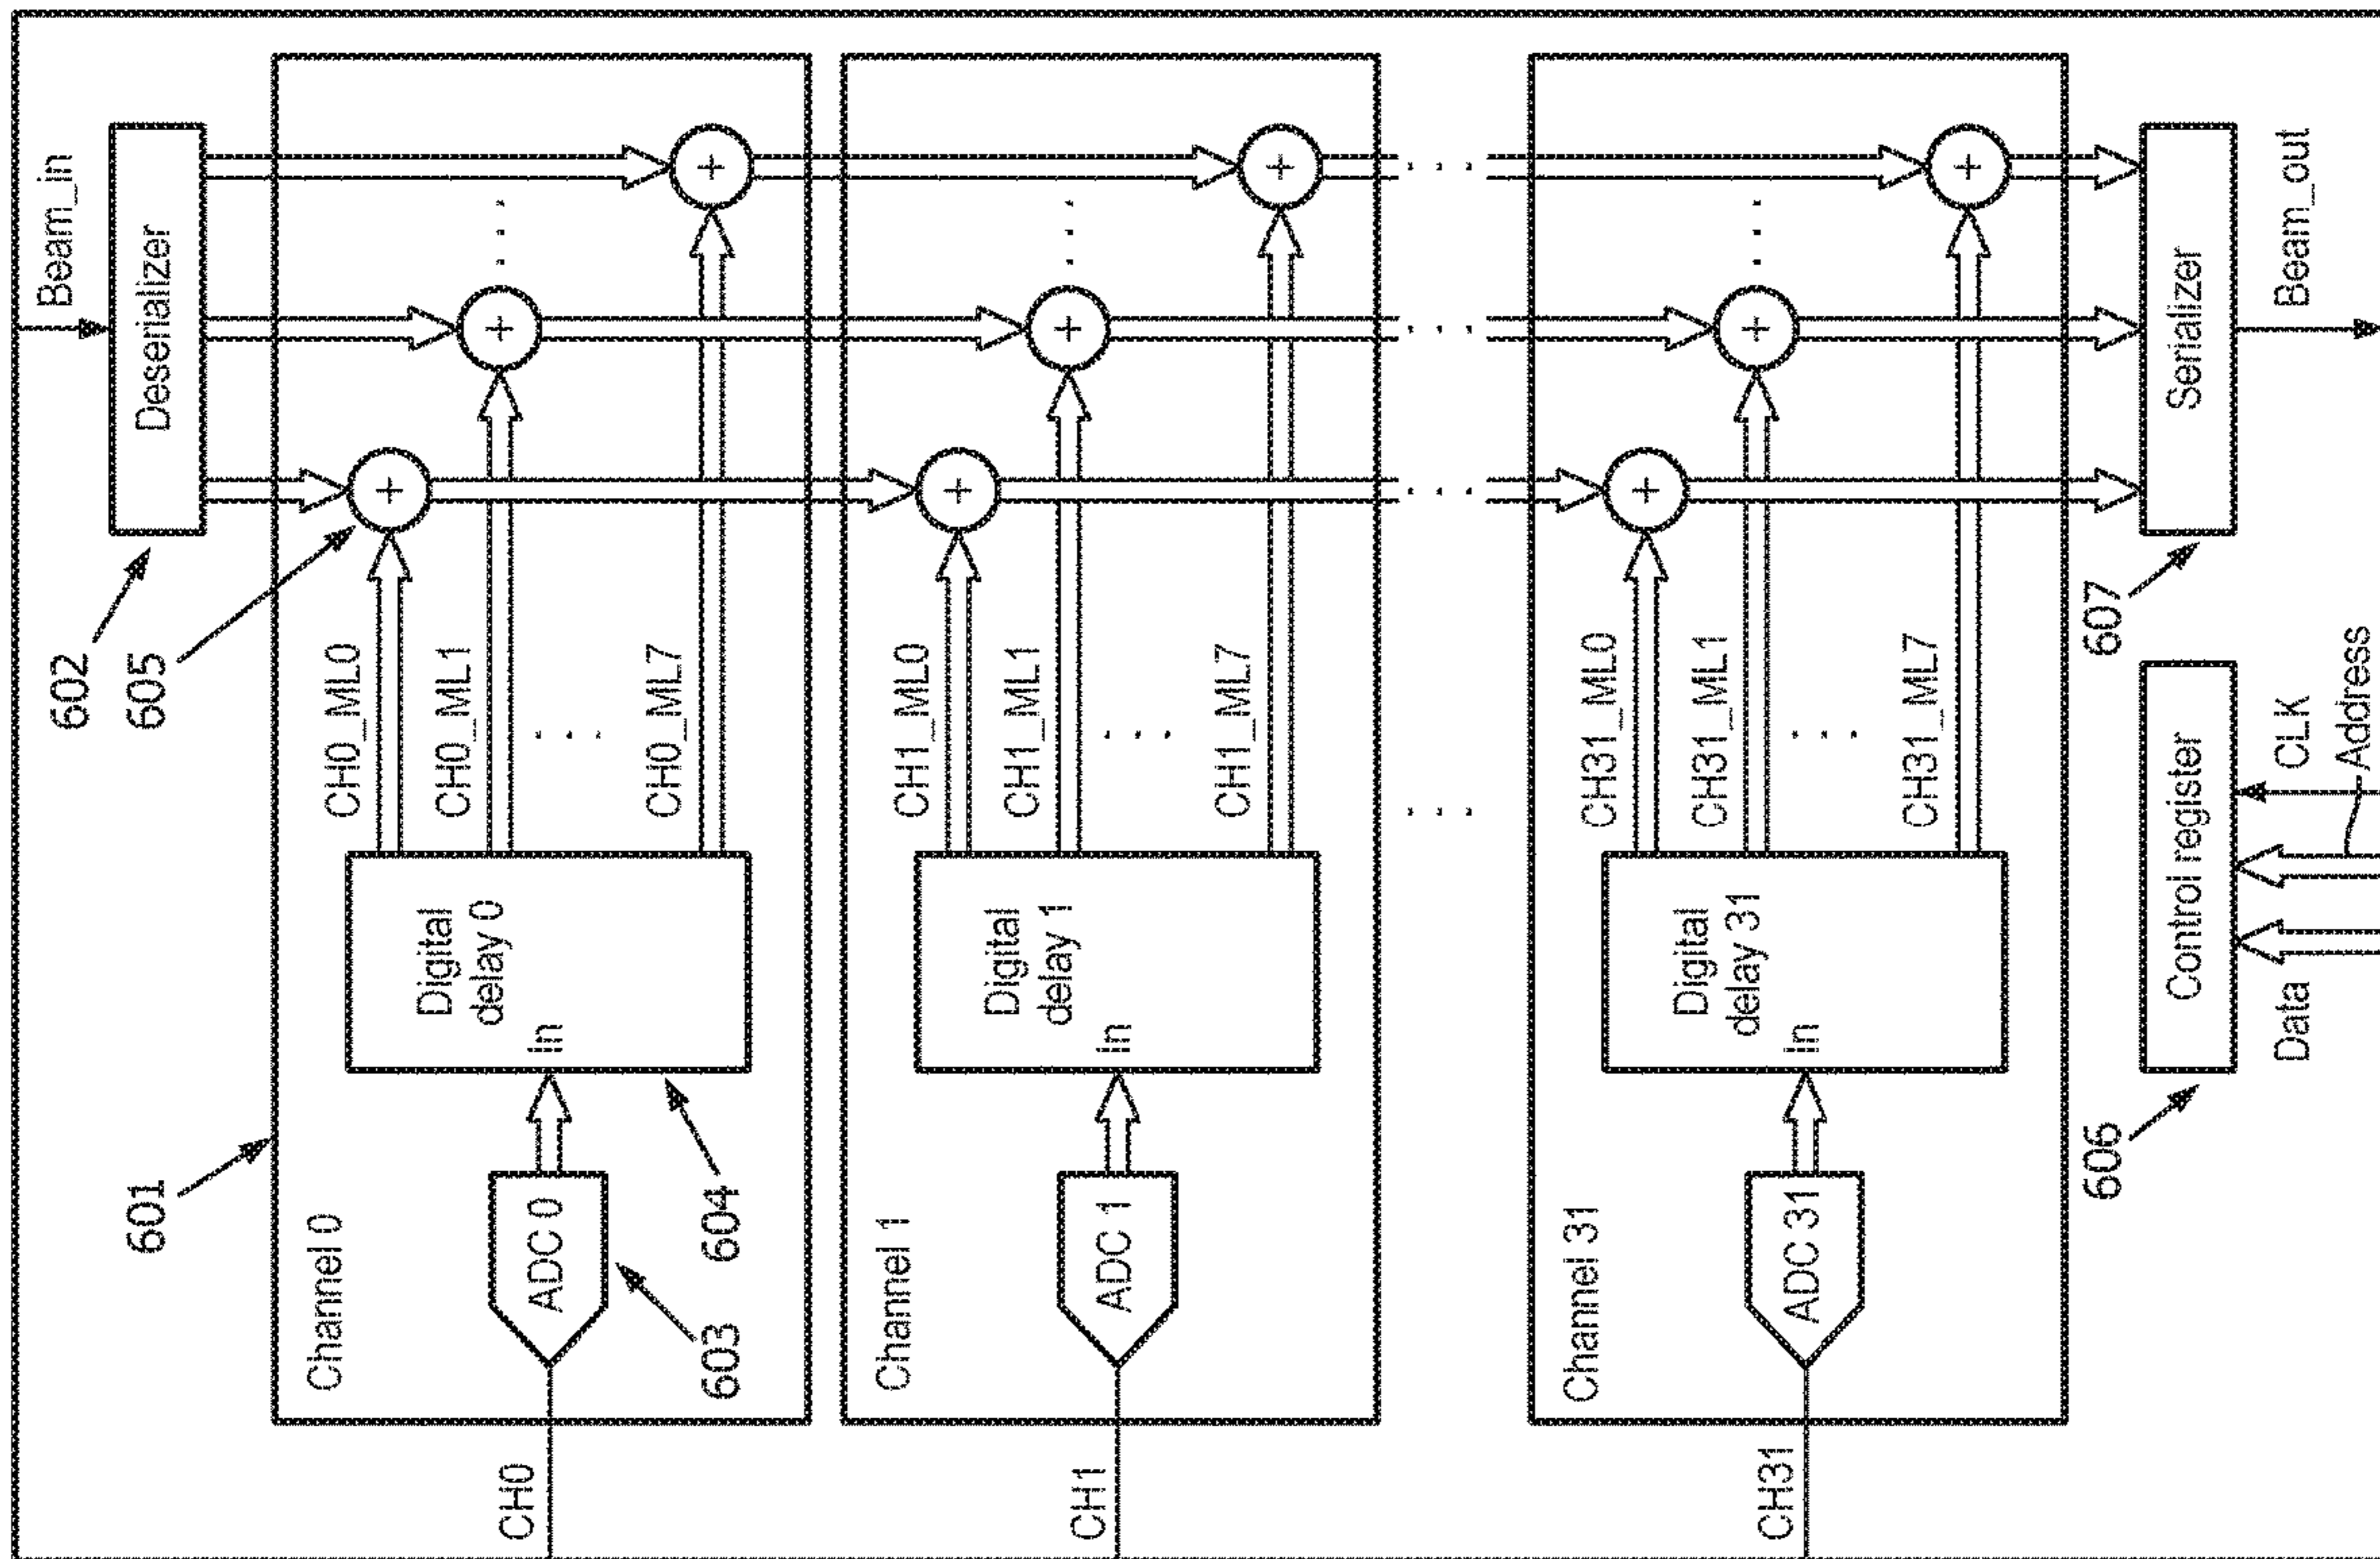 Beam_in
Deserializer
602
605
601
Channel 0
CH0
ADC 0
603
In
Digital
delay 0
604
CH0_ML0
CH0_ML1
. . .
CH0_ML7
+
+
. . .
+
Channel 1
CH1
ADC 1
In
Digital
delay 1
CH1_ML0
CH1_ML1
. . .
CH1_ML7
+
+
. . .
+
. . .
. . .
. . .
. . .
Channel 31
CH31
ADC 31
In
Digital
delay 31
CH31_ML0
CH31_ML1
. . .
CH31_ML7
+
+
. . .
+
606
Control register
Data
Address
CLK
607
Serializer
Beam_out